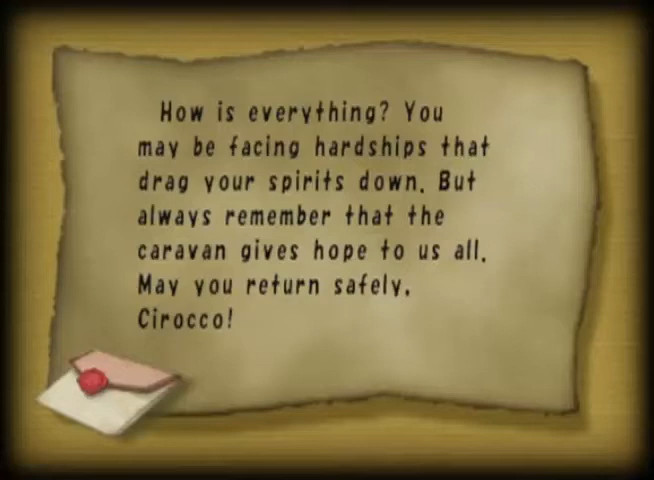 How is everything? You
may be facing hardships that
drag your spirits down. But
always remember that the
caravan gives hope to us all.
May you return safely.
Cirocco!